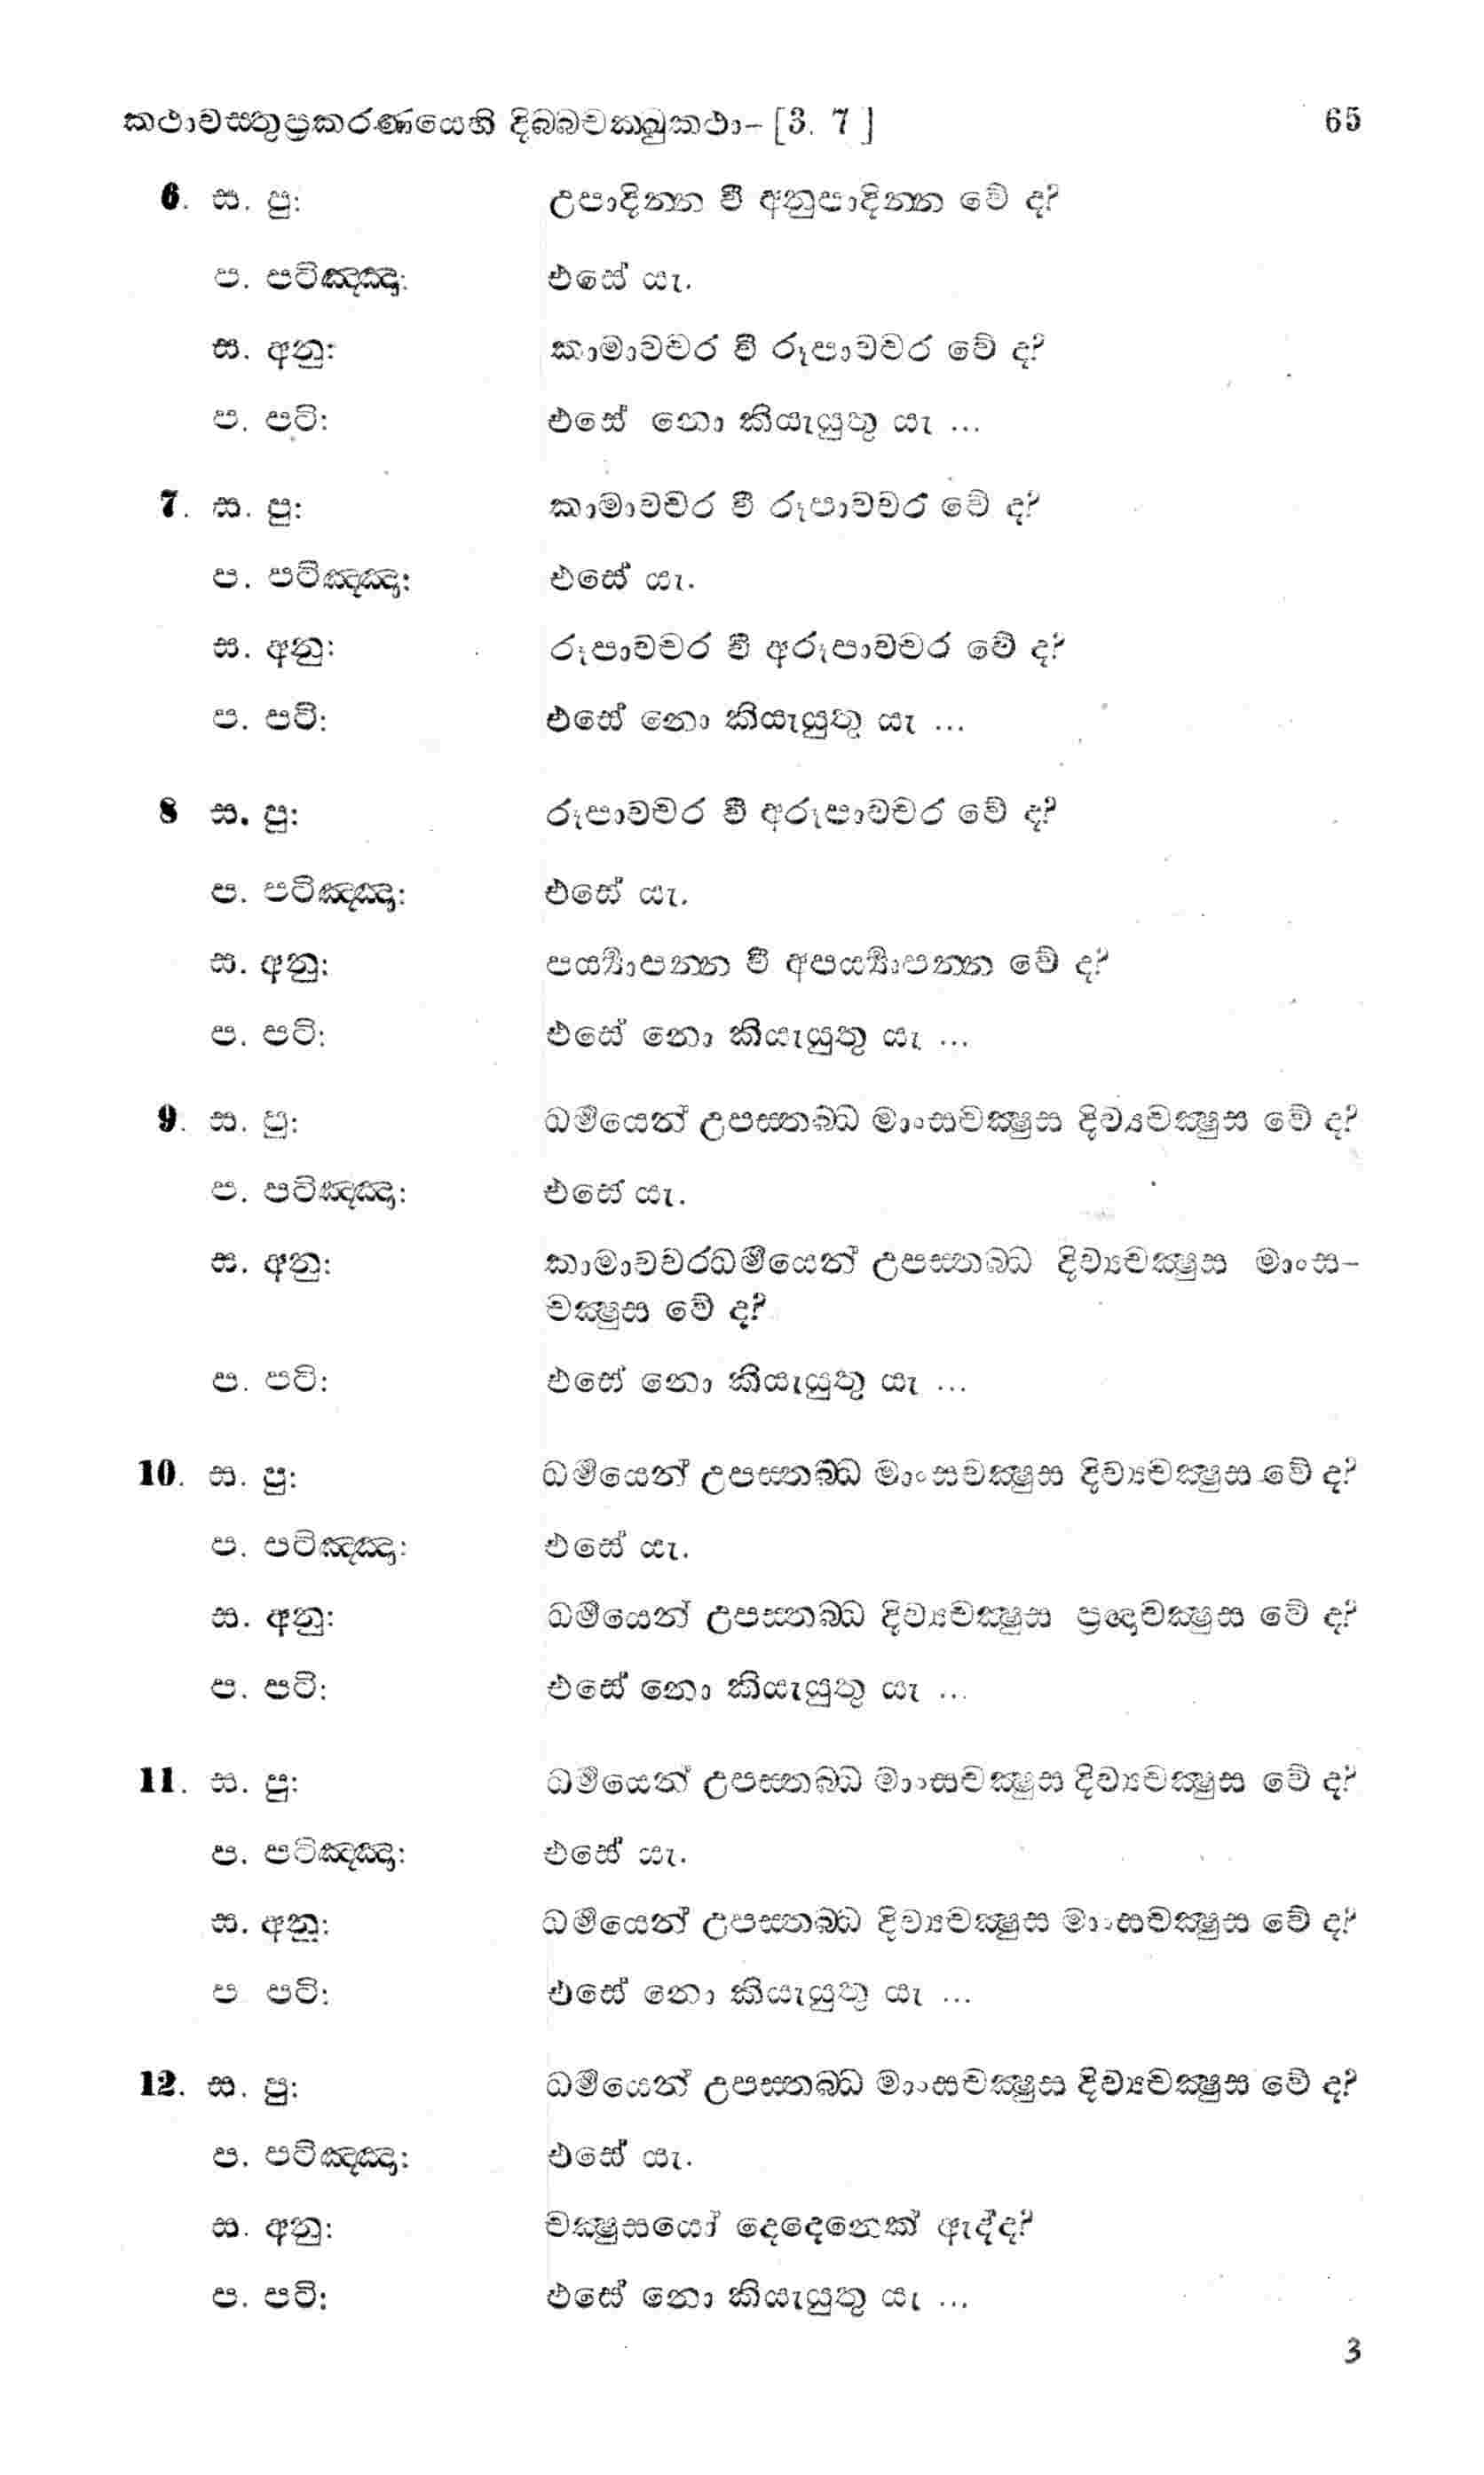 කථාවස්තුප්‍රකරණයෙහි දිබ්බචක්ඛුකථා– [3. 7] 65
6. ස. පු: උපාදින්න වී අනුපාදින්න වේ ද?
ප. පටිඤ්ඤා: එසේ යැ.
ස. අනු: කාමාවචර වී රූපාවචර වේ ද?
ප. පටි: එසේ නො කියැයුතු යැ ...
7. ස. පු: කාමාවචර වී රූපාවචර වේ ද?
ප. පටිඤ්ඤා: එසේ යැ.
ස. අනු: රූපාවචර වී අරූපාවචර වේ ද?
ප. පටි: එසේ නො කියැයුතු යැ ...
8 ස. පු: රූපාවචර වී අරූපාවචර වේ ද?
ප. පටිඤ්ඤා: එසේ යැ.
ස. අනු: පර්‍ය්‍යාපන්න වී අපර්‍ය්‍යාපන්න වේ ද?
ප. පටි: එසේ නො කියැයුතු යැ ...
9. ස. පු: ධර්‍මයෙන් උපස්තබ්ධ මාංසචක්‍ෂුස දිව්‍යචක්‍ෂුස වේ ද?
ප. පටිඤ්ඤා: එසේ යැ.
ස. අනු: කාමාවචරධර්‍මයෙන් උපස්තබ්ධ දිව්‍යචක්‍ෂුස මාංස–
චක්‍ෂුස වේ ද?
ප. පටි: එසේ නො කියැයුතු යැ ...
10. ස. පු: ධර්‍මයෙන් උපස්තබ්ධ මාංසචක්‍ෂුස දිව්‍යචක්‍ෂුස වේ ද?
ප. පටිඤ්ඤා: එසේ යැ.
ස. අනු: ධර්‍මයෙන් උපස්තබ්ධ දිව්‍යචක්‍ෂුස ප්‍රඥාචක්‍ෂුස වේ ද?
ප. පටි: එසේ නො කියැයුතු යැ ...
11. ස. පු: ධර්‍මයෙන් උපස්තබ්ධ මාංසචක්‍ෂුස දිව්‍යචක්‍ෂුස වේ ද?
ප. පටිඤ්ඤා: එසේ යැ.
ස. අනු: ධර්‍මයෙන් උපස්තබ්ධ දිව්‍යචක්‍ෂුස මාංසචක්‍ෂුස වේ ද?
ප පටි: එසේ නො කියැයුතු යැ ...
12. ස. පු: ධර්‍මයෙන් උපස්තබ්ධ මාංසචක්‍ෂුස දිව්‍යචක්‍ෂුස වේ ද?
ප. පටිඤ්ඤා: එසේ යැ.
ස. අනු: චක්‍ෂුසයෝ දෙදෙනෙක් ඇද්ද?
ප. පටි: එසේ නො කියැයුතු යැ ...
3